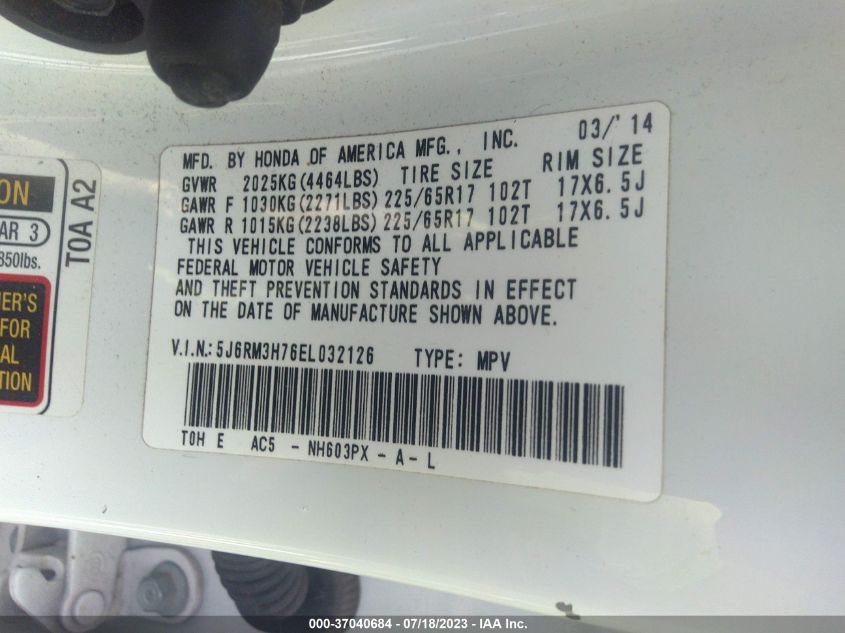 03/'14
MFD. BY HONDA OF AMERICA MFG., INC.
GVWR 2025KG(4464LBS) TIRE SIZE RIM SIZE
GAWR F 1030KG(2271LBS) 225/65R17 102T 17X6.5J
GAWR R 1015KG(2238LBS) 225/65R17 102T 17X6.5J
THIS VEHICLE CONFORMS TO ALL APPLICABLE
FEDERAL MOTOR VEHICLE SAFETY
AND THEFT PREVENTION STANDARDS IN EFFECT
ON THE DATE OF MANUFACTURE SHOWN ABOVE.
V.I.N.: 5J6RM3H76EL032126 TYPE: MPV
T0H E AC5 - NH603PX - A - L
ON
AR 3
850lbs.
ER'S
FOR
AL
TION
T0A A2
000-37040684 - 07/18/2023 - IAA Inc.